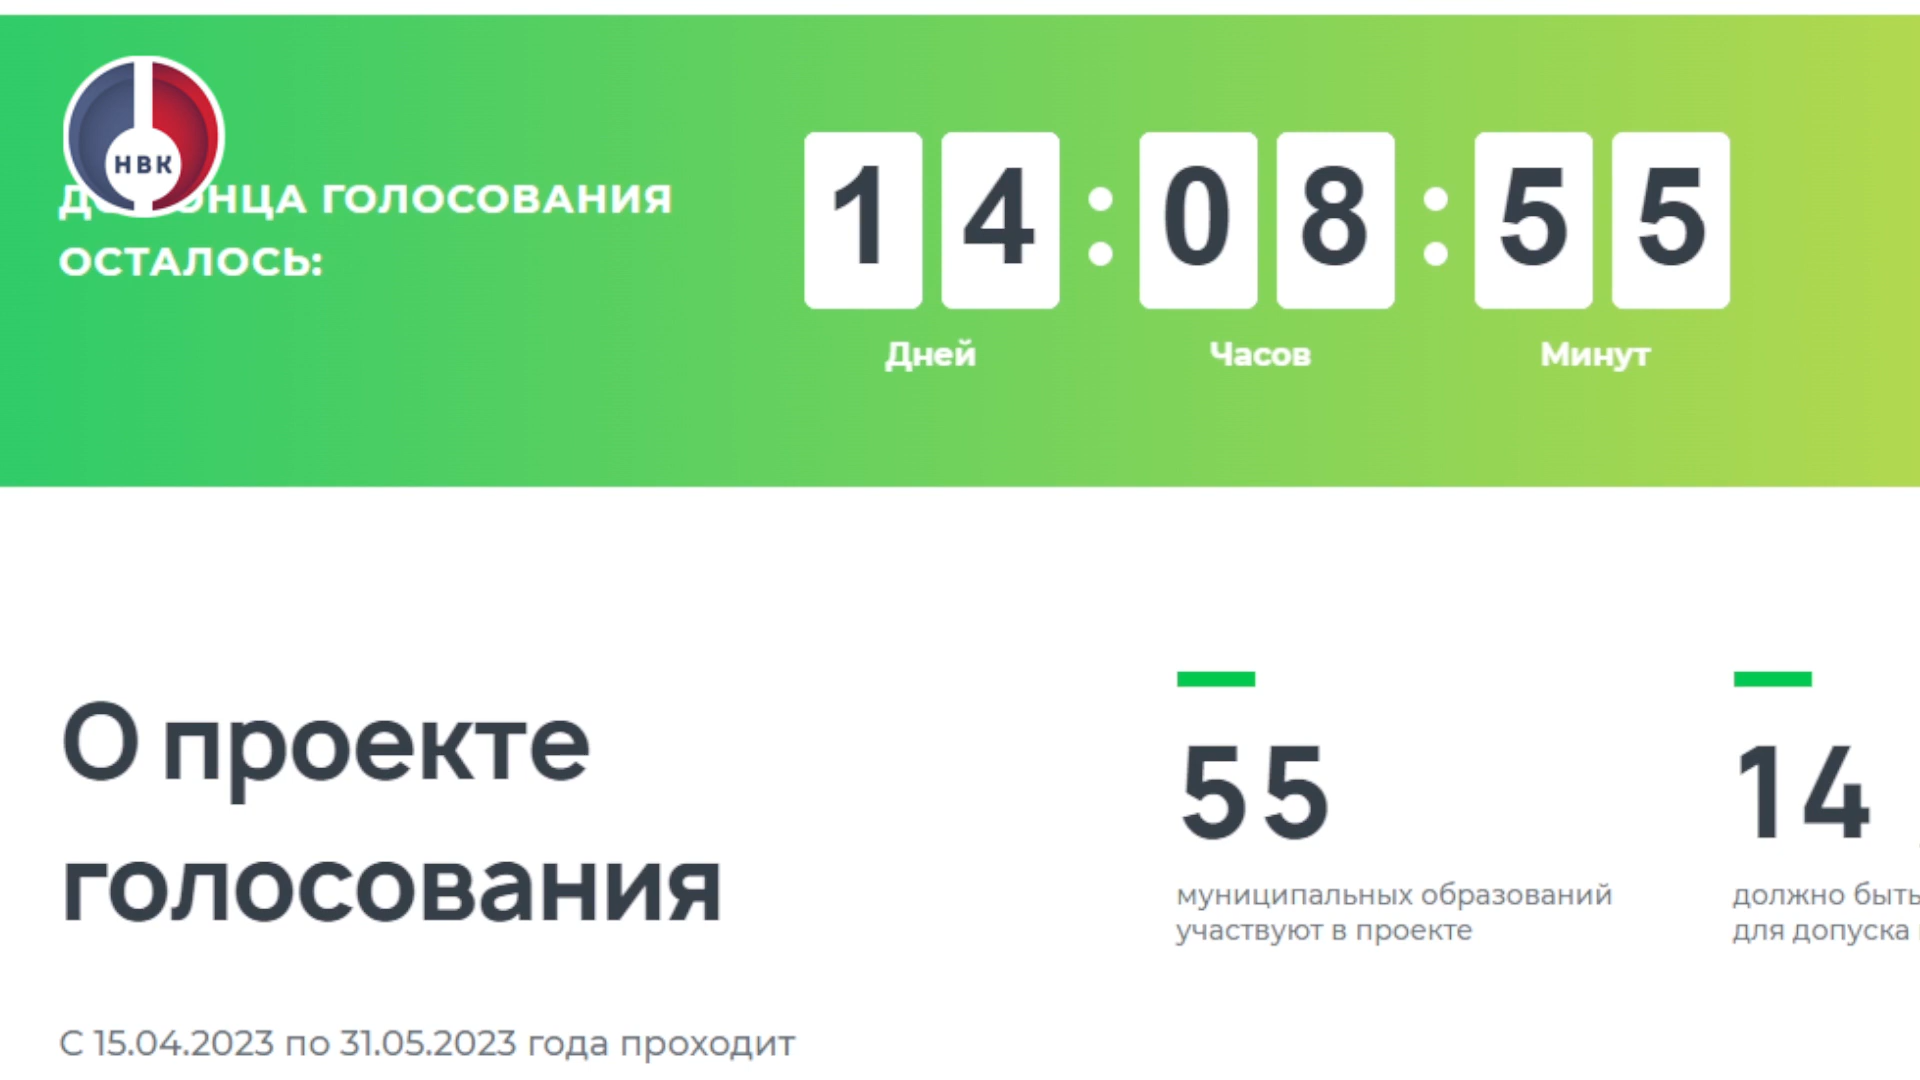 НВК
ГОЛОСОВАНИЯ
ОСТАЛОСЬ:
14:08:55
Дней Часов Минут
О проекте
голосования
С 15.04.2023 по 31.05.2023 года проходит
55
муниципальных образований
участвуют в проекте
14
должно быть
для допуска